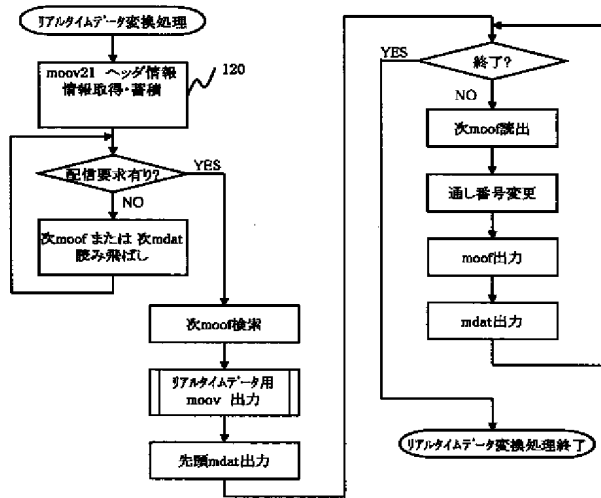 リアルタイムデータ変換処理
moov21 ヘッダ情報
情報取得・蓄積
120
配信要求有り?
YES
NO
次moof または 次mdat
読み飛ばし
次moof検索
リアルタイムデータ用
moov 出力
先頭mdat出力
終了?
YES
NO
次moof読出
通し番号変更
moof出力
mdat出力
リアルタイムデータ変換処理終了